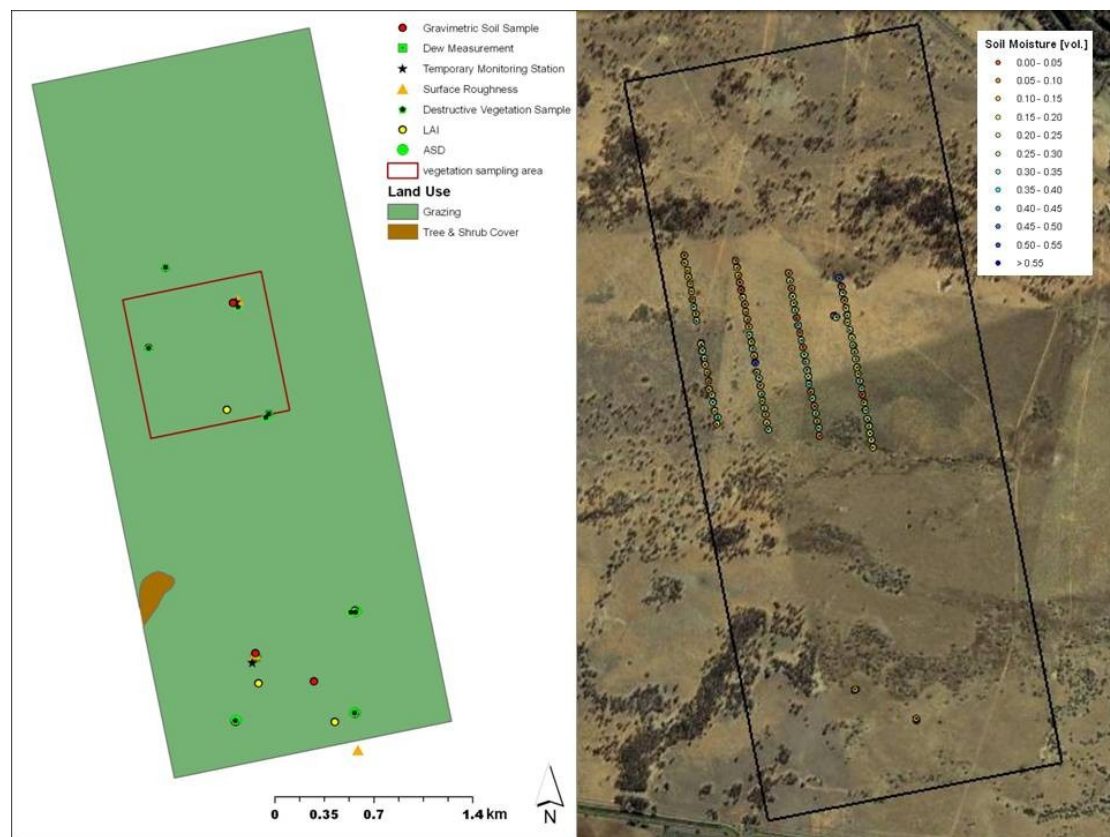 Gravimetric Soil Sample
Dew Measurement
Temporary Monitoring Station
Surface Roughness
Destructive Vegetation Sample
LAI
ASD
vegetation sampling area
Land Use
Grazing
Tree & Shrub Cover
0 0.35 0.7 1.4 km
N
Soil Moisture [vol.]
0.00 - 0.05
0.05 - 0.10
0.10 - 0.15
0.15 - 0.20
0.20 - 0.25
0.25 - 0.30
0.30 - 0.35
0.35 - 0.40
0.40 - 0.45
0.45 - 0.50
0.50 - 0.55
> 0.55